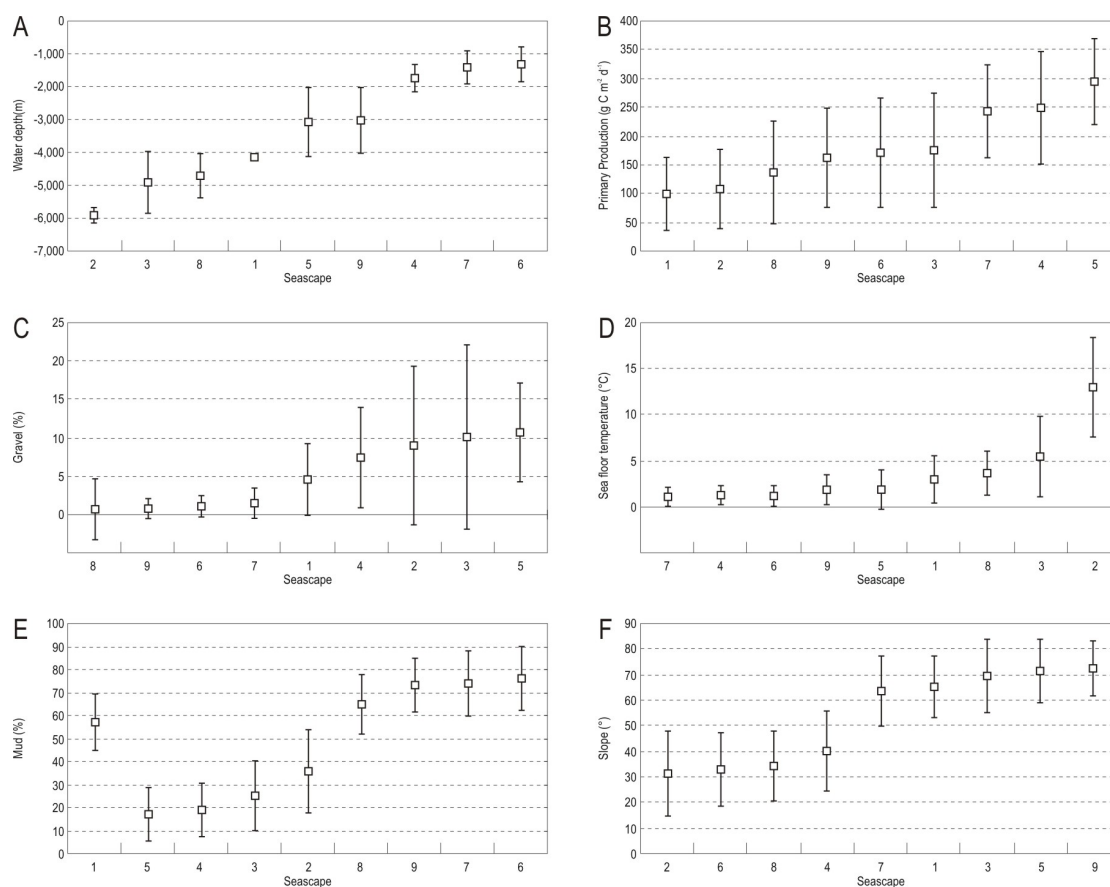 A
Water depth(m)
0
-1,000
-2,000
-3,000
-4,000
-5,000
-6,000
-7,000
2 3 8 1 5 9 4 7 6
Seascape
B
Primary Production (g C m⁻² d⁻¹)
400
350
300
250
200
150
100
50
0
1 2 8 9 6 3 7 4 5
Seascape
C
Gravel (%)
25
20
15
10
5
0
8 9 6 7 1 4 2 3 5
Seascape
D
Sea floor temperature (°C)
20
15
10
5
0
7 4 6 9 5 1 8 3 2
Seascape
E
Mud (%)
100
90
80
70
60
50
40
30
20
10
0
1 5 4 3 2 8 9 7 6
Seascape
F
Slope (°)
90
80
70
60
50
40
30
20
10
0
2 6 8 4 7 1 3 5 9
Seascape